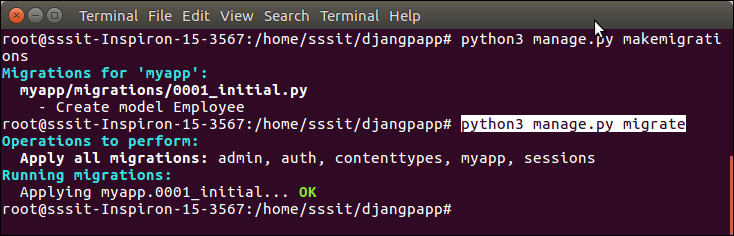 Terminal File Edit View Search Terminal Help
root@sssit-Inspiron-15-3567:/home/sssit/djangpapp# python3 manage.py makemigrati
ons
Migrations for 'myapp':
  myapp/migrations/0001_initial.py
    - Create model Employee
root@sssit-Inspiron-15-3567:/home/sssit/djangpapp# python3 manage.py migrate
Operations to perform:
  Apply all migrations: admin, auth, contenttypes, myapp, sessions
Running migrations:
  Applying myapp.0001_initial... OK
root@sssit-Inspiron-15-3567:/home/sssit/djangpapp#